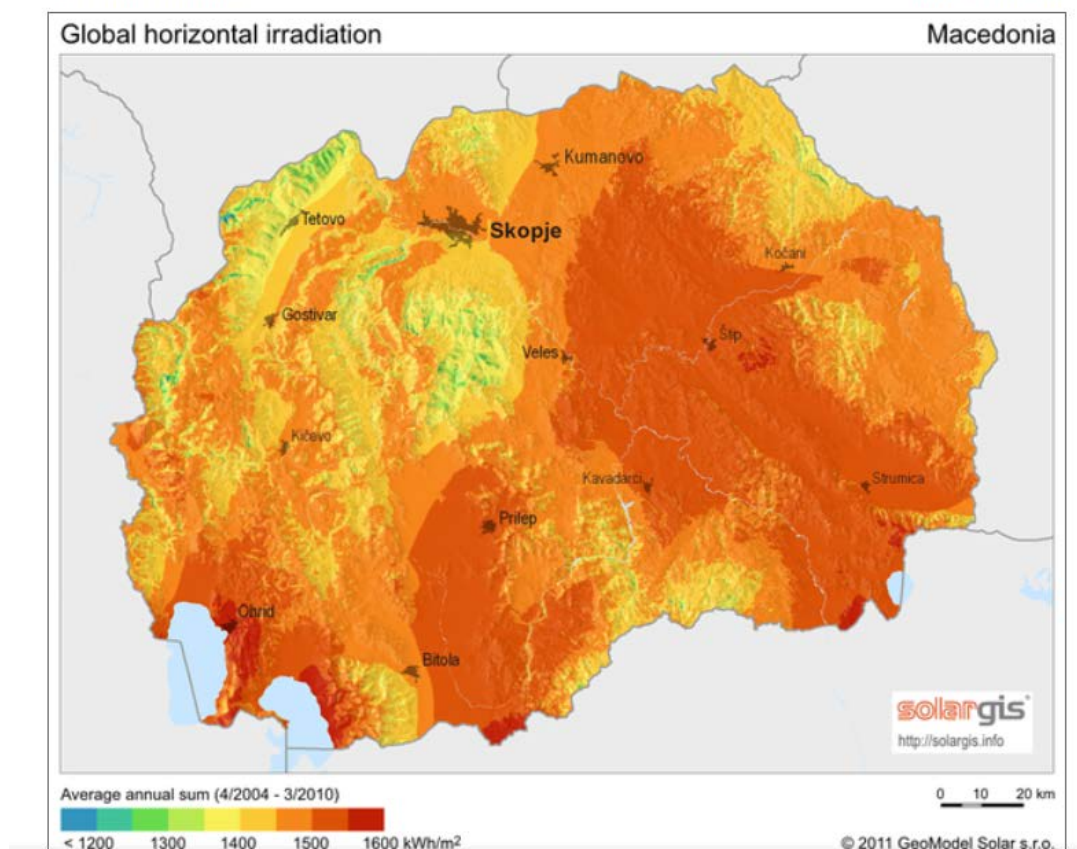 Global horizontal irradiation
Macedonia
Kumanovo
Tetovo
Skopje
Kočani
Gostivar
Štip
Veles
Kičevo
Kavadarci
Strumica
Prilep
Ohrid
Bitola
solargis
http://solargis.info
Average annual sum (4/2004 - 3/2010)
0 10 20 km
< 1200 1300 1400 1500 1600 kWh/m²
© 2011 GeoModel Solar s.r.o.